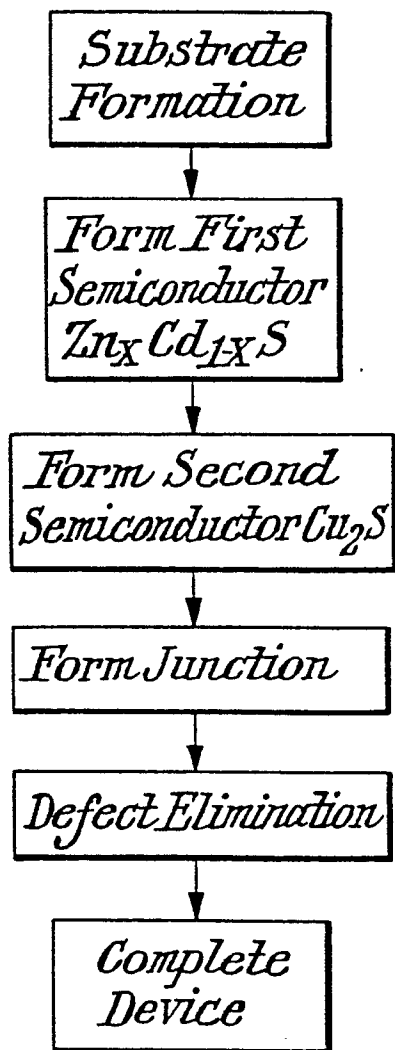 Substrate
Formation
Form First
Semiconductor
ZnₓCd₁₋ₓS
Form Second
Semiconductor Cu₂S
Form Junction
Defect Elimination
Complete
Device